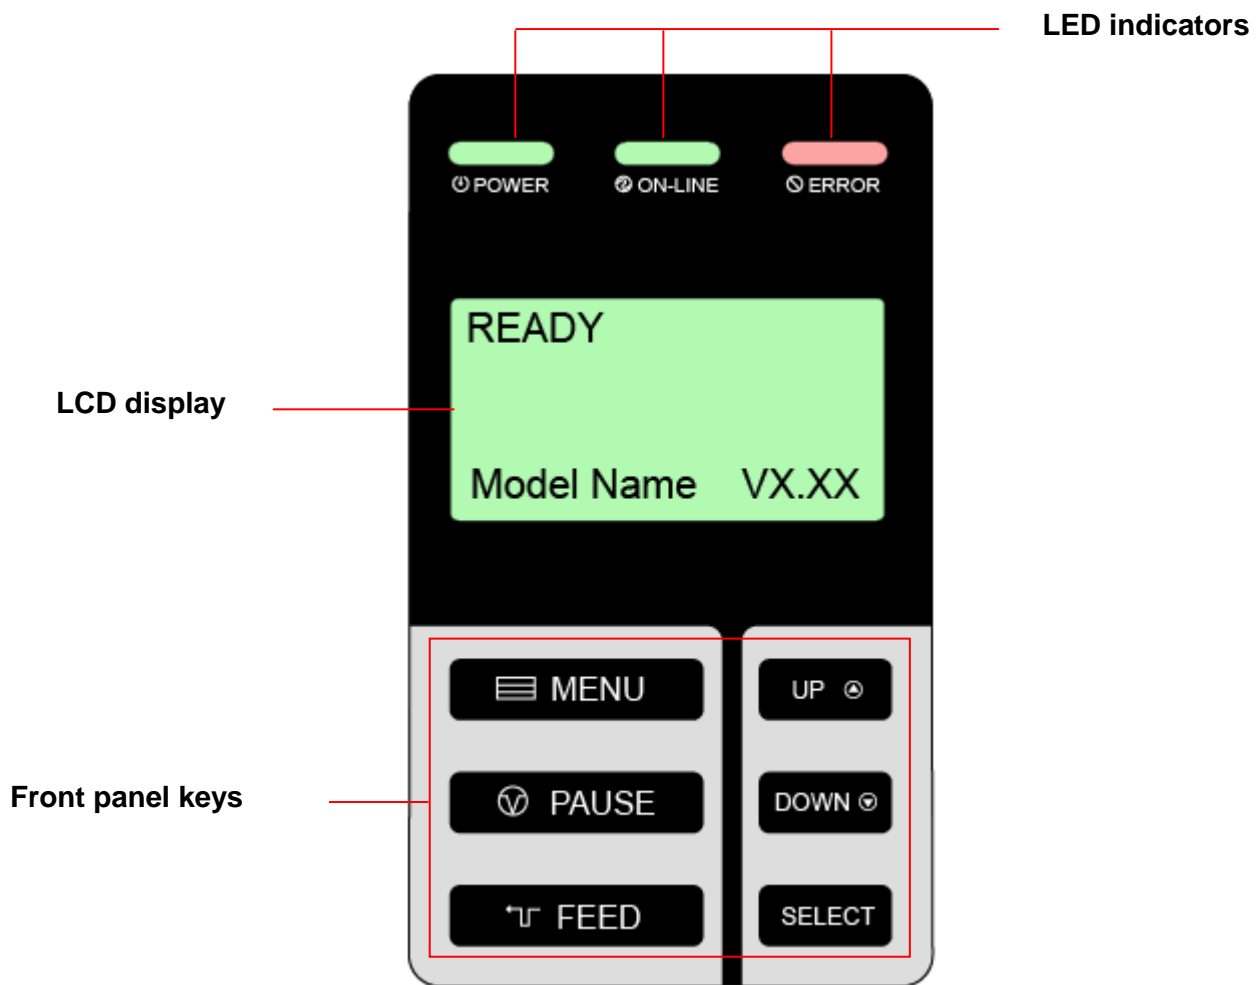 LED indicators
POWER
ON-LINE
ERROR
READY
LCD display
Model Name VX.XX
MENU
UP
Front panel keys
PAUSE
DOWN
FEED
SELECT